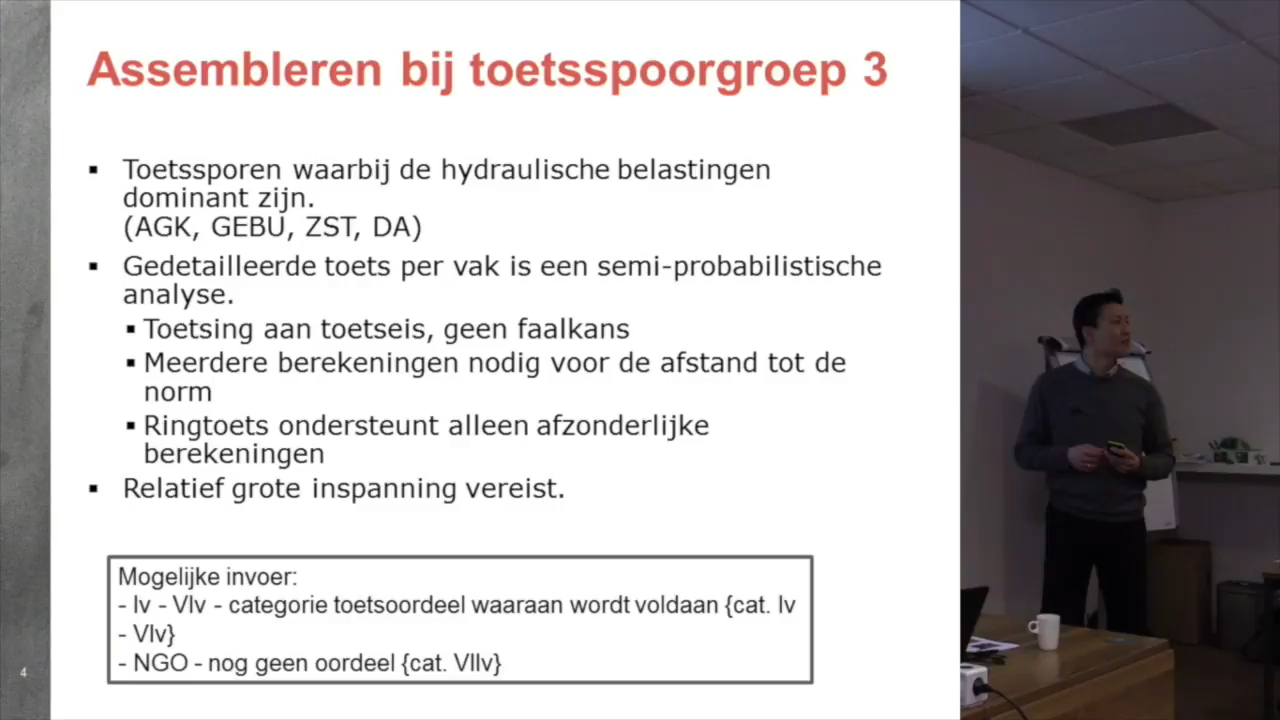 Assembleren bij toetsspoorgroep 3
▪ Toetssporen waarbij de hydraulische belastingen
dominant zijn.
(AGK, GEBU, ZST, DA)
▪ Gedetailleerde toets per vak is een semi-probabilistische
analyse.
▪ Toetsing aan toetseis, geen faalkans
▪ Meerdere berekeningen nodig voor de afstand tot de
norm
▪ Ringtoets ondersteunt alleen afzonderlijke
berekeningen
▪ Relatief grote inspanning vereist.
Mogelijke invoer:
- Iv - VIv - categorie toetsoordeel waaraan wordt voldaan {cat. Iv
- VIv}
- NGO - nog geen oordeel {cat. VIIv}
4